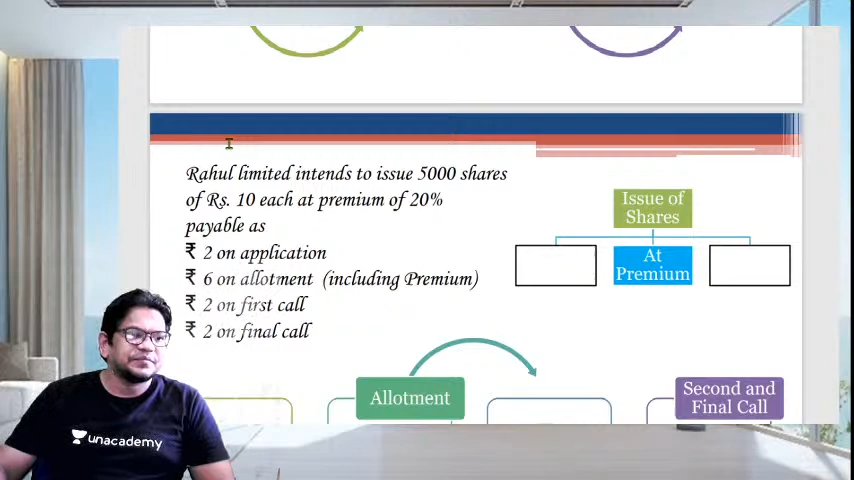 Rahul limited intends to issue 5000 shares
of Rs. 10 each at premium of 20%
payable as
₹ 2 on application
₹ 6 on allotment (including Premium)
₹ 2 on first call
₹ 2 on final call
Issue of
Shares
At
Premium
Allotment
Second and
Final Call
unacademy